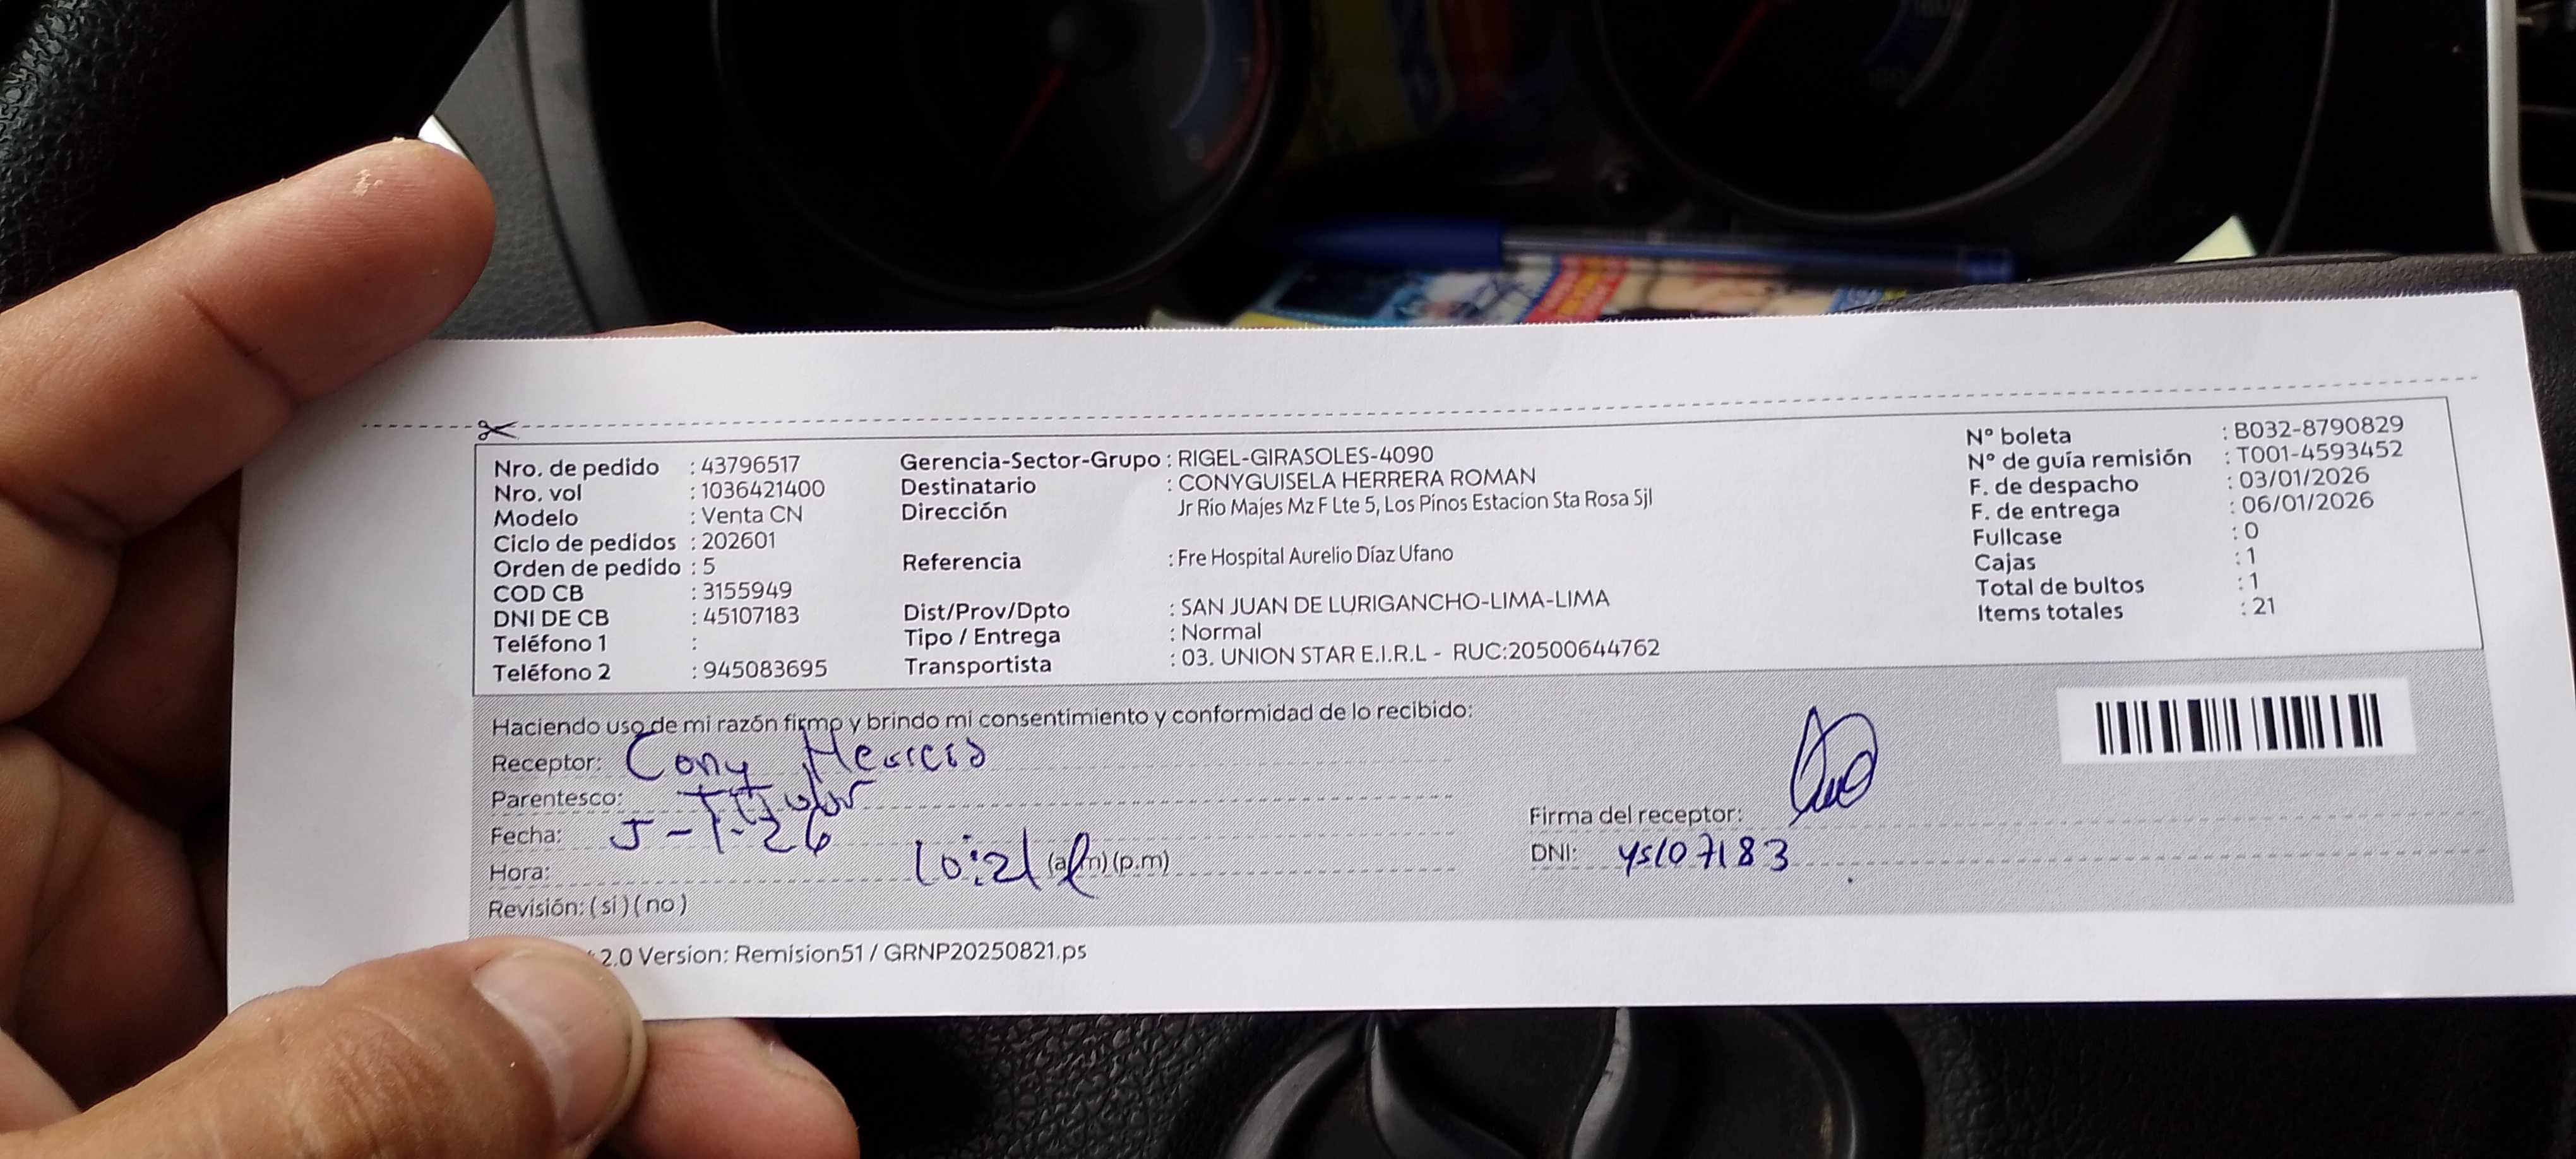 Nro. de pedido : 43796517
Nro. vol : 1036421400
Modelo : Venta CN
Ciclo de pedidos : 202601
Orden de pedido : 5
COD CB : 3155949
DNI DE CB : 45107183
Teléfono 1 :
Teléfono 2 : 945083695
Gerencia-Sector-Grupo : RIGEL-GIRASOLES-4090
Destinatario : CONYGUISELA HERRERA ROMAN
Dirección Jr Rio Majes Mz F Lte 5, Los Pinos Estacion Sta Rosa Sjl
Referencia : Fre Hospital Aurelio Díaz Ufano
Dist/Prov/Dpto : SAN JUAN DE LURIGANCHO-LIMA-LIMA
Tipo / Entrega : Normal
Transportista : 03. UNION STAR E.I.R.L - RUC:20500644762
N° boleta : B032-8790829
N° de guía remisión : T001-4593452
F. de despacho : 03/01/2026
F. de entrega : 06/01/2026
Fullcase : 0
Cajas : 1
Total de bultos : 1
Items totales : 21
Haciendo uso de mi razón firmo y brindo mi consentimiento y conformidad de lo recibido:
Receptor: Cony Herrera
Parentesco: Titular
Fecha: 5-1-26
Hora: 10:21 (a.m) (p.m)
Revisión: ( si ) ( no )
Firma del receptor:
DNI: 45107183
2.0 Version: Remision51 / GRNP20250821.ps